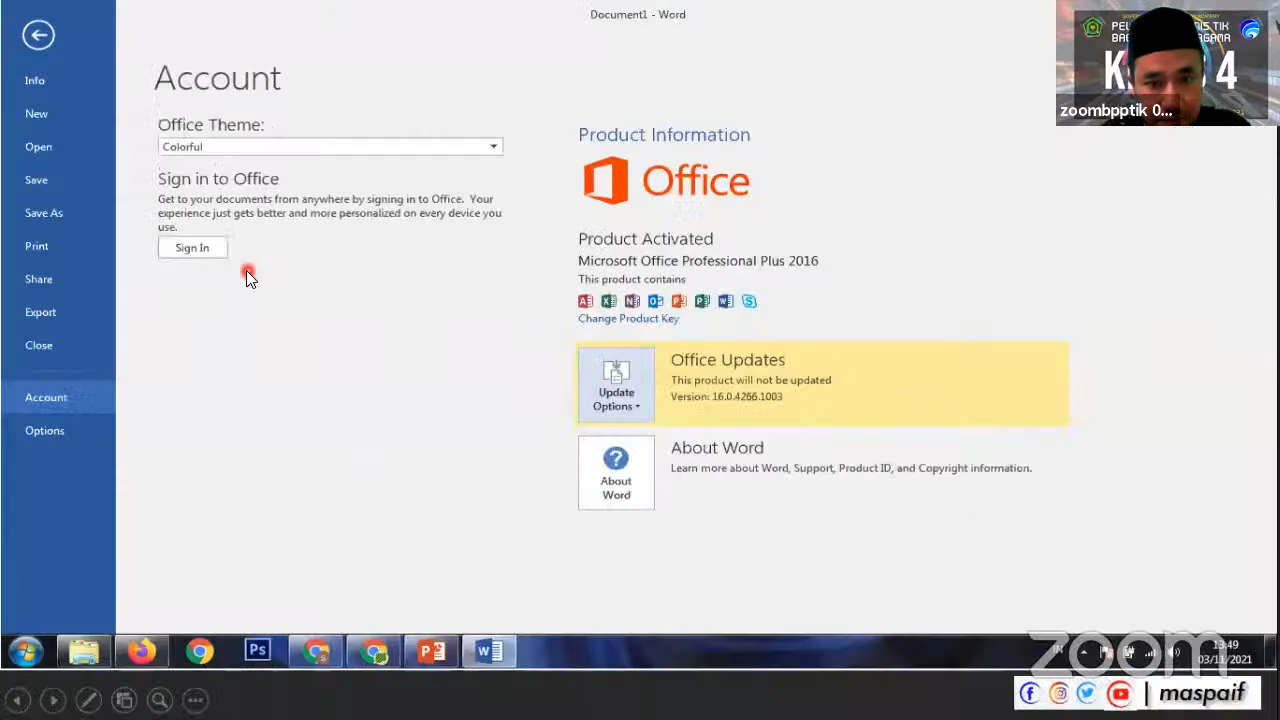 Document1 - Word
Info
New
Open
Save
Save As
Print
Share
Export
Close
Account
Options
Account
Office Theme:
Colorful
Sign in to Office
Get to your documents from anywhere by signing in to Office. Your
experience just gets better and more personalized on every device you
use.
Sign In
Product Information
Office
Product Activated
Microsoft Office Professional Plus 2016
This product contains
Change Product Key
Update
Options
Office Updates
This product will not be updated
Version: 16.0.4266.1003
About
Word
About Word
Learn more about Word, Support, Product ID, and Copyright information.
4
zoombpptik 0...
Ps
IN
13:49
03/11/2021
zoom
maspaif